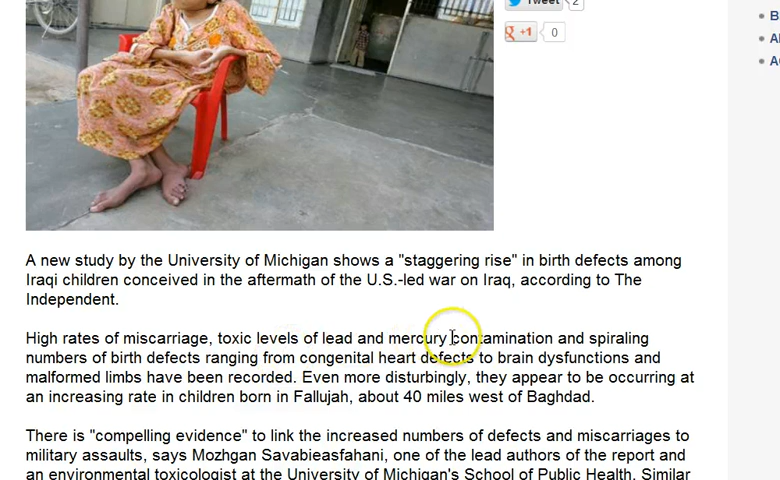 Tweet 2
+1 0
A new study by the University of Michigan shows a "staggering rise" in birth defects among
Iraqi children conceived in the aftermath of the U.S.-led war on Iraq, according to The
Independent.
High rates of miscarriage, toxic levels of lead and mercury contamination and spiraling
numbers of birth defects ranging from congenital heart defects to brain dysfunctions and
malformed limbs have been recorded. Even more disturbingly, they appear to be occurring at
an increasing rate in children born in Fallujah, about 40 miles west of Baghdad.
There is "compelling evidence" to link the increased numbers of defects and miscarriages to
military assaults, says Mozhgan Savabieasfahani, one of the lead authors of the report and
an environmental toxicologist at the University of Michigan's School of Public Health. Similar